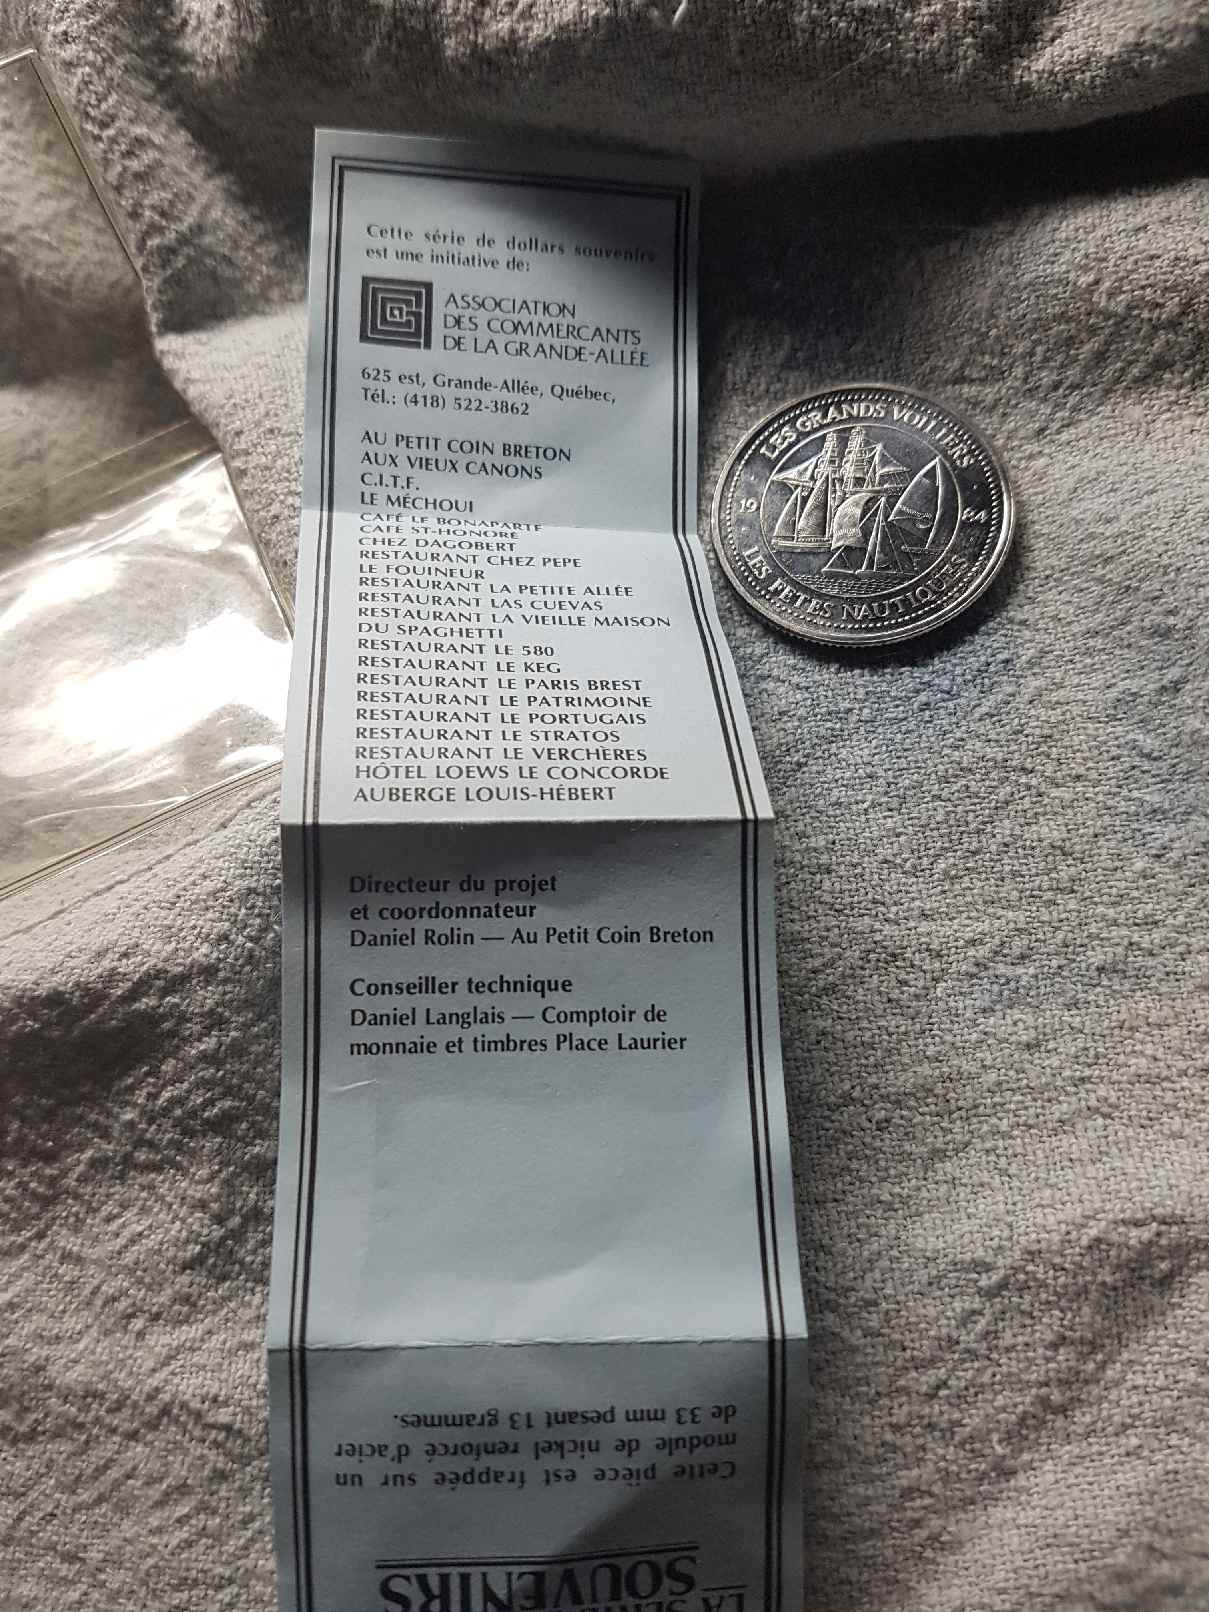 Cette série de dollars souvenirs
est une initiative de:
ASSOCIATION
DES COMMERCANTS
DE LA GRANDE-ALLÉE
625 est, Grande-Allée, Québec,
Tél.: (418) 522-3862
AU PETIT COIN BRETON
AUX VIEUX CANONS
C.I.T.F.
LE MÉCHOUI
CAFÉ LE BONAPARTE
CAFÉ ST-HONORÉ
CHEZ DAGOBERT
RESTAURANT CHEZ PEPE
LE FOUINEUR
RESTAURANT LA PETITE ALLÉE
RESTAURANT LAS CUEVAS
RESTAURANT LA VIEILLE MAISON
DU SPAGHETTI
RESTAURANT LE 580
RESTAURANT LE KEG
RESTAURANT LE PARIS BREST
RESTAURANT LE PATRIMOINE
RESTAURANT LE PORTUGAIS
RESTAURANT LE STRATOS
RESTAURANT LE VERCHÈRES
HÔTEL LOEWS LE CONCORDE
AUBERGE LOUIS-HÉBERT
Directeur du projet
et coordonnateur
Daniel Rolin — Au Petit Coin Breton
Conseiller technique
Daniel Langlais — Comptoir de
monnaie et timbres Place Laurier
LA
SOUVENIRS
Cette pièce est frappée sur un
module de nickel renforcé d'acier
de 33 mm pesant 13 grammes.
LES GRANDS VOILIERS
1984
LES FÊTES NAUTIQUES